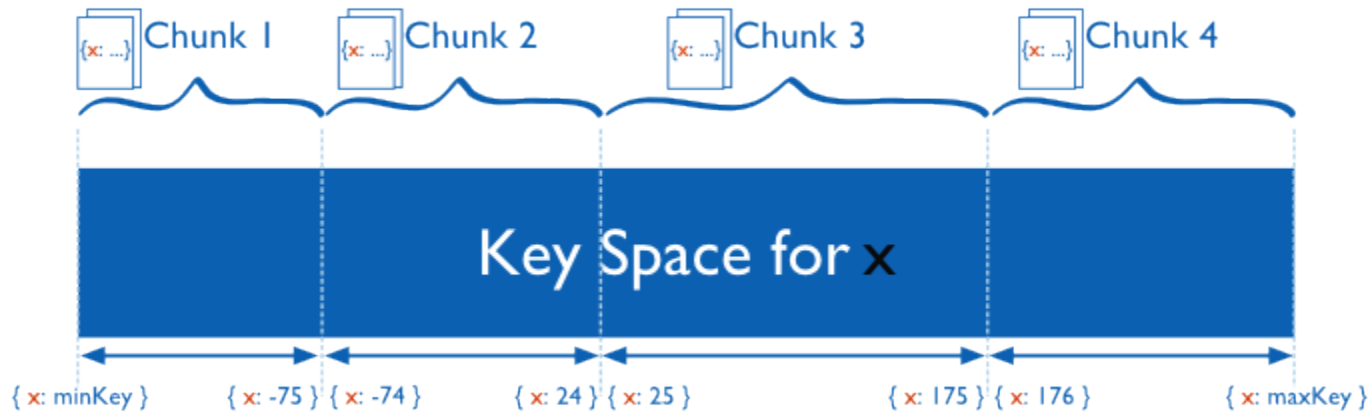 {x: ...} Chunk 1 {x: ...} Chunk 2 {x: ...} Chunk 3 {x: ...} Chunk 4
Key Space for x
{ x: minKey } { x: -75 } { x: -74 } { x: 24 } { x: 25 } { x: 175 } { x: 176 } { x: maxKey }